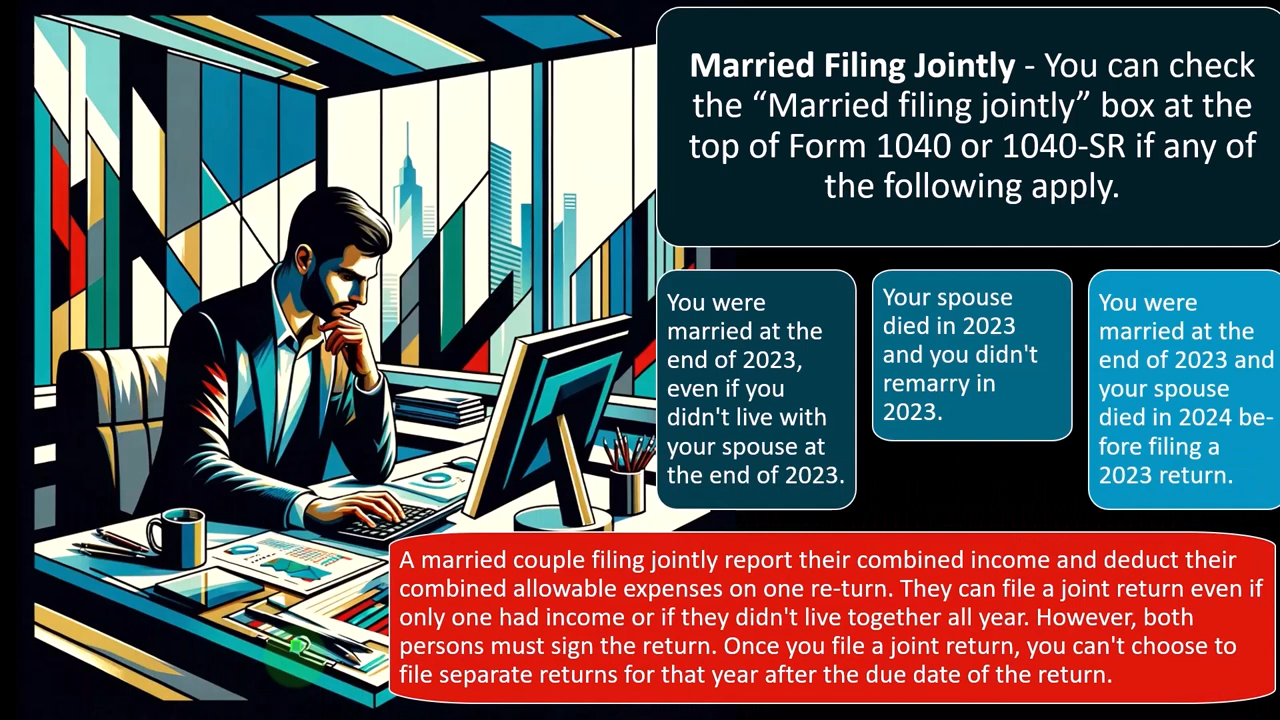 Married Filing Jointly - You can check
the “Married filing jointly” box at the
top of Form 1040 or 1040-SR if any of
the following apply.
You were
married at the
end of 2023,
even if you
didn't live with
your spouse at
the end of 2023.
Your spouse
died in 2023
and you didn't
remarry in
2023.
You were
married at the
end of 2023 and
your spouse
died in 2024 be-
fore filing a
2023 return.
A married couple filing jointly report their combined income and deduct their
combined allowable expenses on one re-turn. They can file a joint return even if
only one had income or if they didn't live together all year. However, both
persons must sign the return. Once you file a joint return, you can't choose to
file separate returns for that year after the due date of the return.